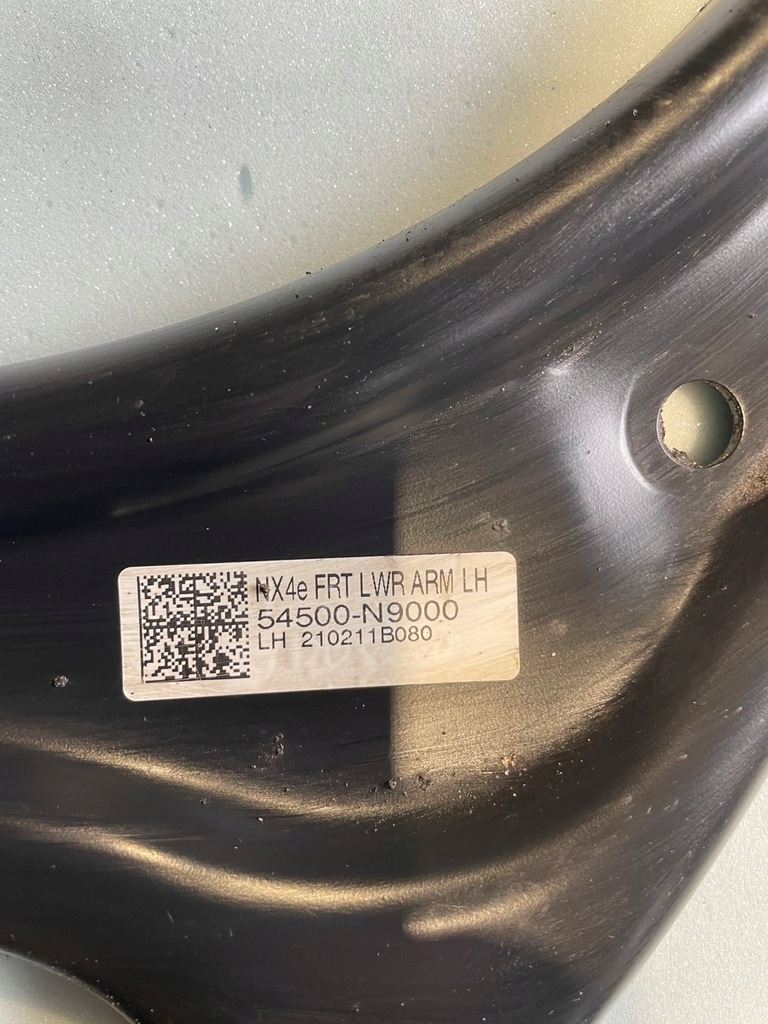 NX4e FRT LWR ARM LH
54500-N9000
LH 210211B080